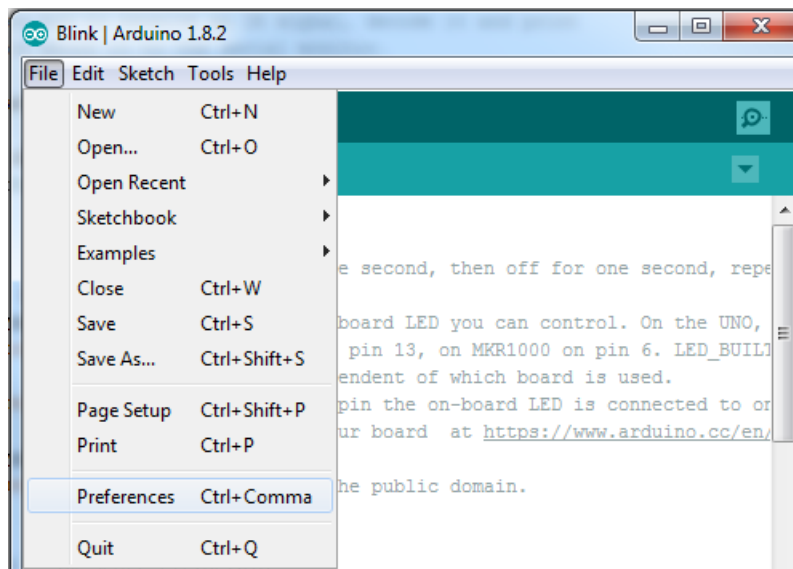 Blink | Arduino 1.8.2
File Edit Sketch Tools Help
New Ctrl+N
Open... Ctrl+O
Open Recent
Sketchbook
Examples
Close Ctrl+W
Save Ctrl+S
Save As... Ctrl+Shift+S
Page Setup Ctrl+Shift+P
Print Ctrl+P
Preferences Ctrl+Comma
Quit Ctrl+Q
e second, then off for one second, repe
board LED you can control. On the UNO,
pin 13, on MKR1000 on pin 6. LED_BUILT
endent of which board is used.
pin the on-board LED is connected to on
ur board at https://www.arduino.cc/en/
he public domain.